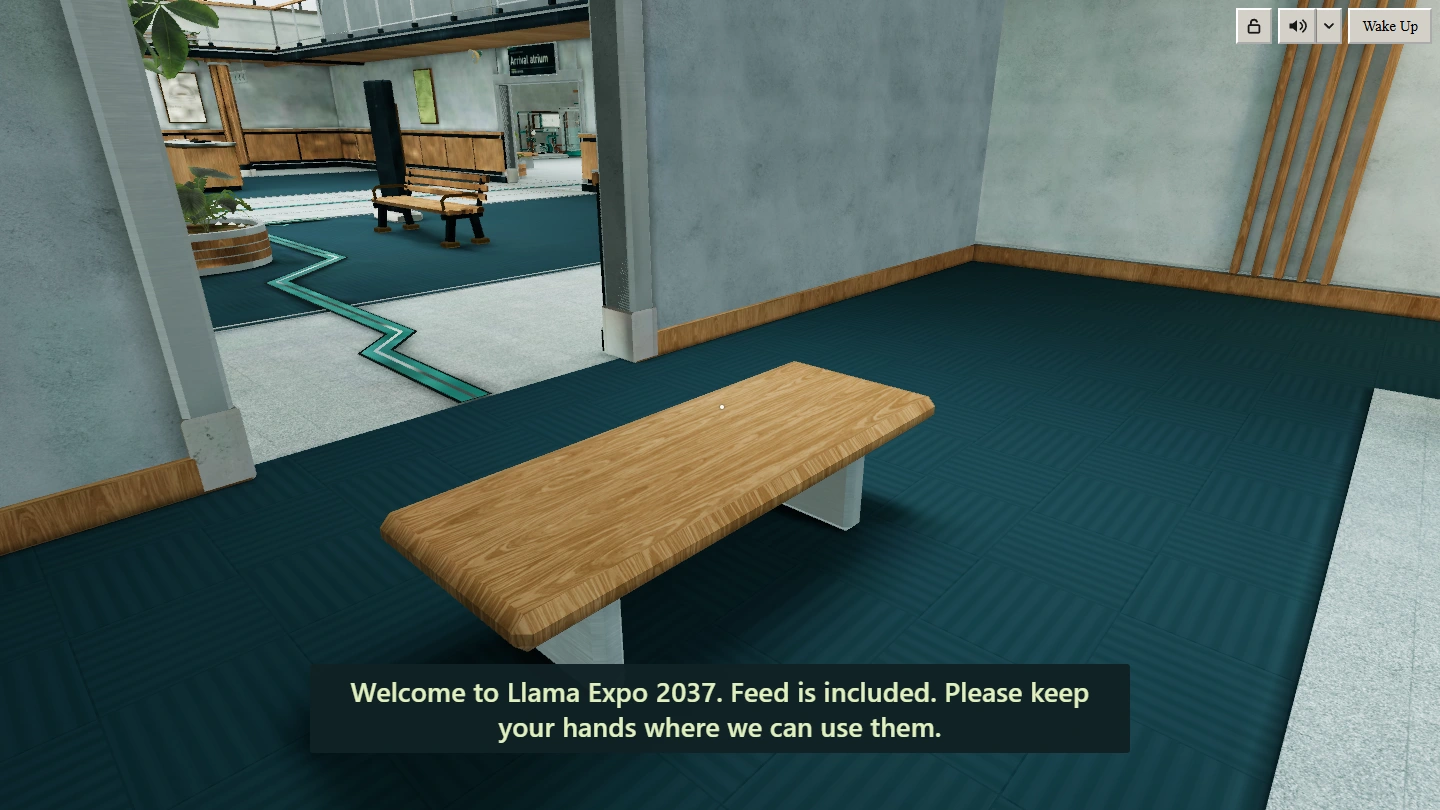 Wake Up
Arrival atrium
Welcome to Llama Expo 2037. Feed is included. Please keep
your hands where we can use them.